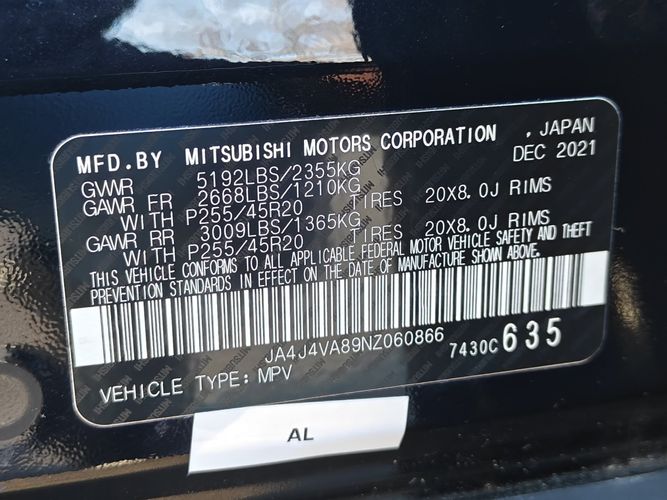 MFD.BY MITSUBISHI MOTORS CORPORATION , JAPAN
DEC 2021
GVWR 5192LBS/2355KG
GAWR FR 2668LBS/1210KG
WITH P255/45R20 TIRES 20X8.0J RIMS
GAWR RR 3009LBS/1365KG
WITH P255/45R20 TIRES 20X8.0J RIMS
THIS VEHICLE CONFORMS TO ALL APPLICABLE FEDERAL MOTOR VEHICLE SAFETY AND THEFT
PREVENTION STANDARDS IN EFFECT ON THE DATE OF MANUFACTURE SHOWN ABOVE.
JA4J4VA89NZ060866 7430C 635
VEHICLE TYPE: MPV
AL